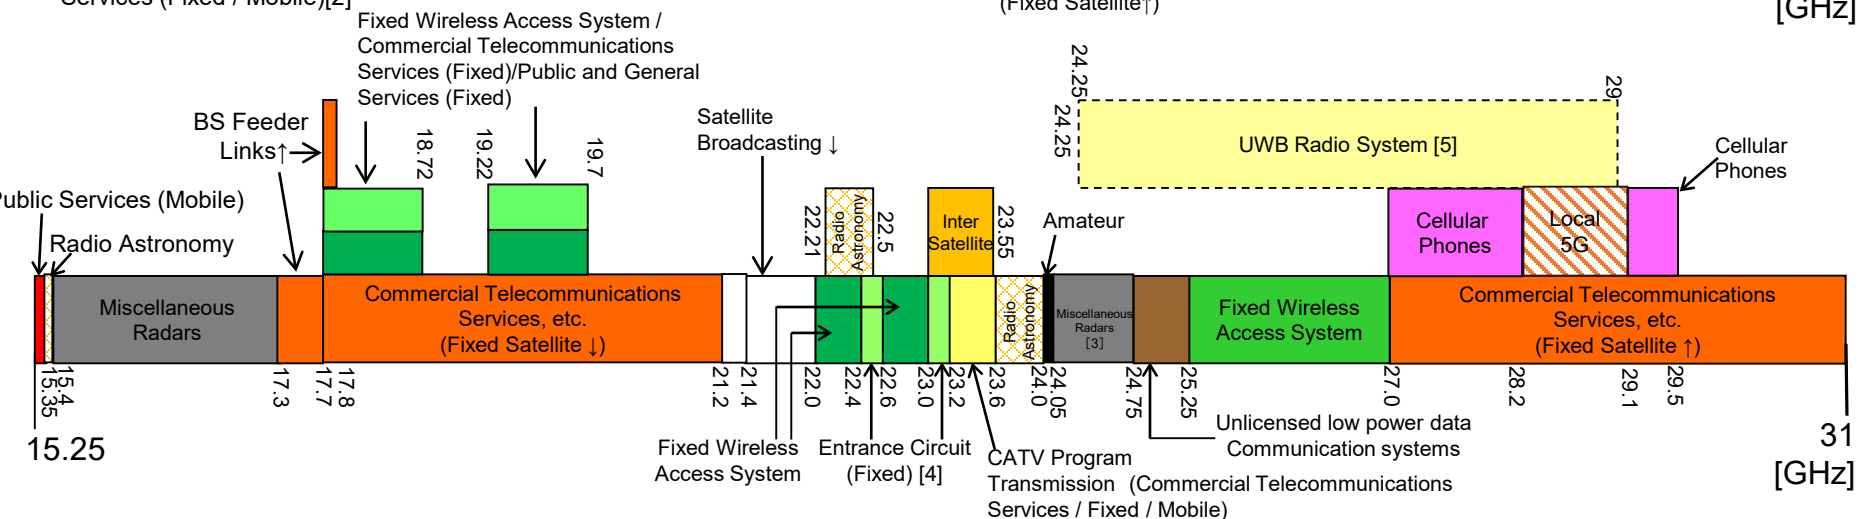 Services (Fixed / Mobile)[2]
(Fixed Satellite↑)
[GHz]
Fixed Wireless Access System /
Commercial Telecommunications
Services (Fixed)/Public and General
Services (Fixed)
BS Feeder
Links↑
18.72
19.22
19.7
Satellite
Broadcasting ↓
24.25
24.25
29
UWB Radio System [5]
Cellular
Phones
Public Services (Mobile)
Radio Astronomy
22.21
Radio
Astronomy
22.5
Inter
Satellite
23.55
Amateur
Cellular
Phones
Local
5G
Miscellaneous
Radars
Commercial Telecommunications
Services, etc.
(Fixed Satellite ↓)
Radio
Astronomy
Miscellaneous
Radars
[3]
Fixed Wireless
Access System
Commercial Telecommunications
Services, etc.
(Fixed Satellite ↑)
15.35
15.4
17.3
17.7
17.8
21.2
21.4
22.0
22.4
22.6
23.0
23.2
23.6
24.0
24.05
24.75
25.25
27.0
28.2
29.1
29.5
15.25
31
[GHz]
Fixed Wireless
Access System
Entrance Circuit
(Fixed) [4]
CATV Program
Transmission (Commercial Telecommunications
Services / Fixed / Mobile)
Unlicensed low power data
Communication systems